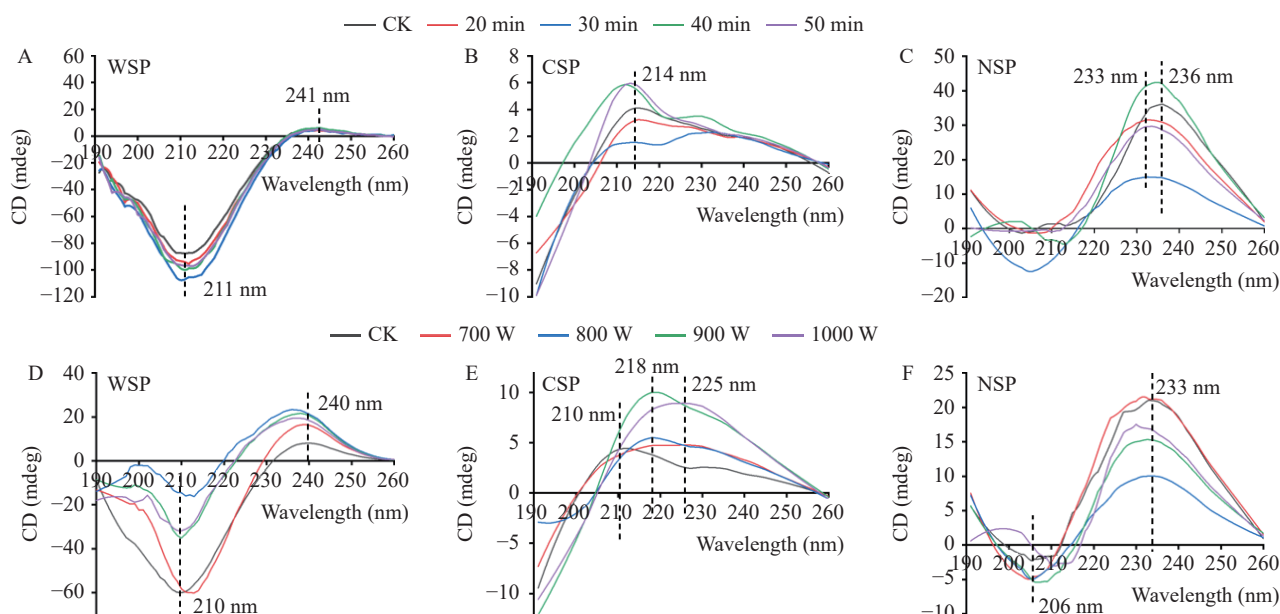 CK 20 min 30 min 40 min 50 min
A WSP
60
40
20
0
−20
−40
−60
−80
−100
−120
190 200 210 220 230 240 250 260
241 nm
211 nm
CD (mdeg)
Wavelength (nm)
B CSP
8
6
4
2
0
−2
−4
−6
−8
−10
190 200 210 220 230 240 250 260
214 nm
CD (mdeg)
Wavelength (nm)
C NSP
50
40
30
20
10
0
−10
−20
190 200 210 220 230 240 250 260
233 nm 236 nm
CD (mdeg)
Wavelength (nm)
CK 700 W 800 W 900 W 1000 W
D WSP
40
20
0
−20
−40
−60
190 200 210 220 230 240 250 260
240 nm
210 nm
CD (mdeg)
Wavelength (nm)
E CSP
10
5
0
−5
−10
190 200 210 220 230 240 250 260
218 nm
225 nm
210 nm
CD (mdeg)
Wavelength (nm)
F NSP
25
20
15
10
5
0
−5
−10
190 200 210 220 230 240 250 260
233 nm
206 nm
CD (mdeg)
Wavelength (nm)